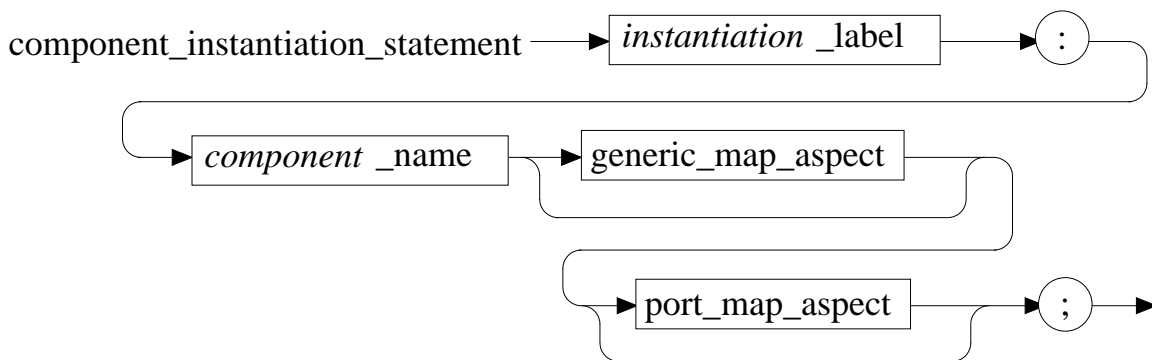 component_instantiation_statement instantiation _label :
component _name generic_map_aspect
port_map_aspect ;